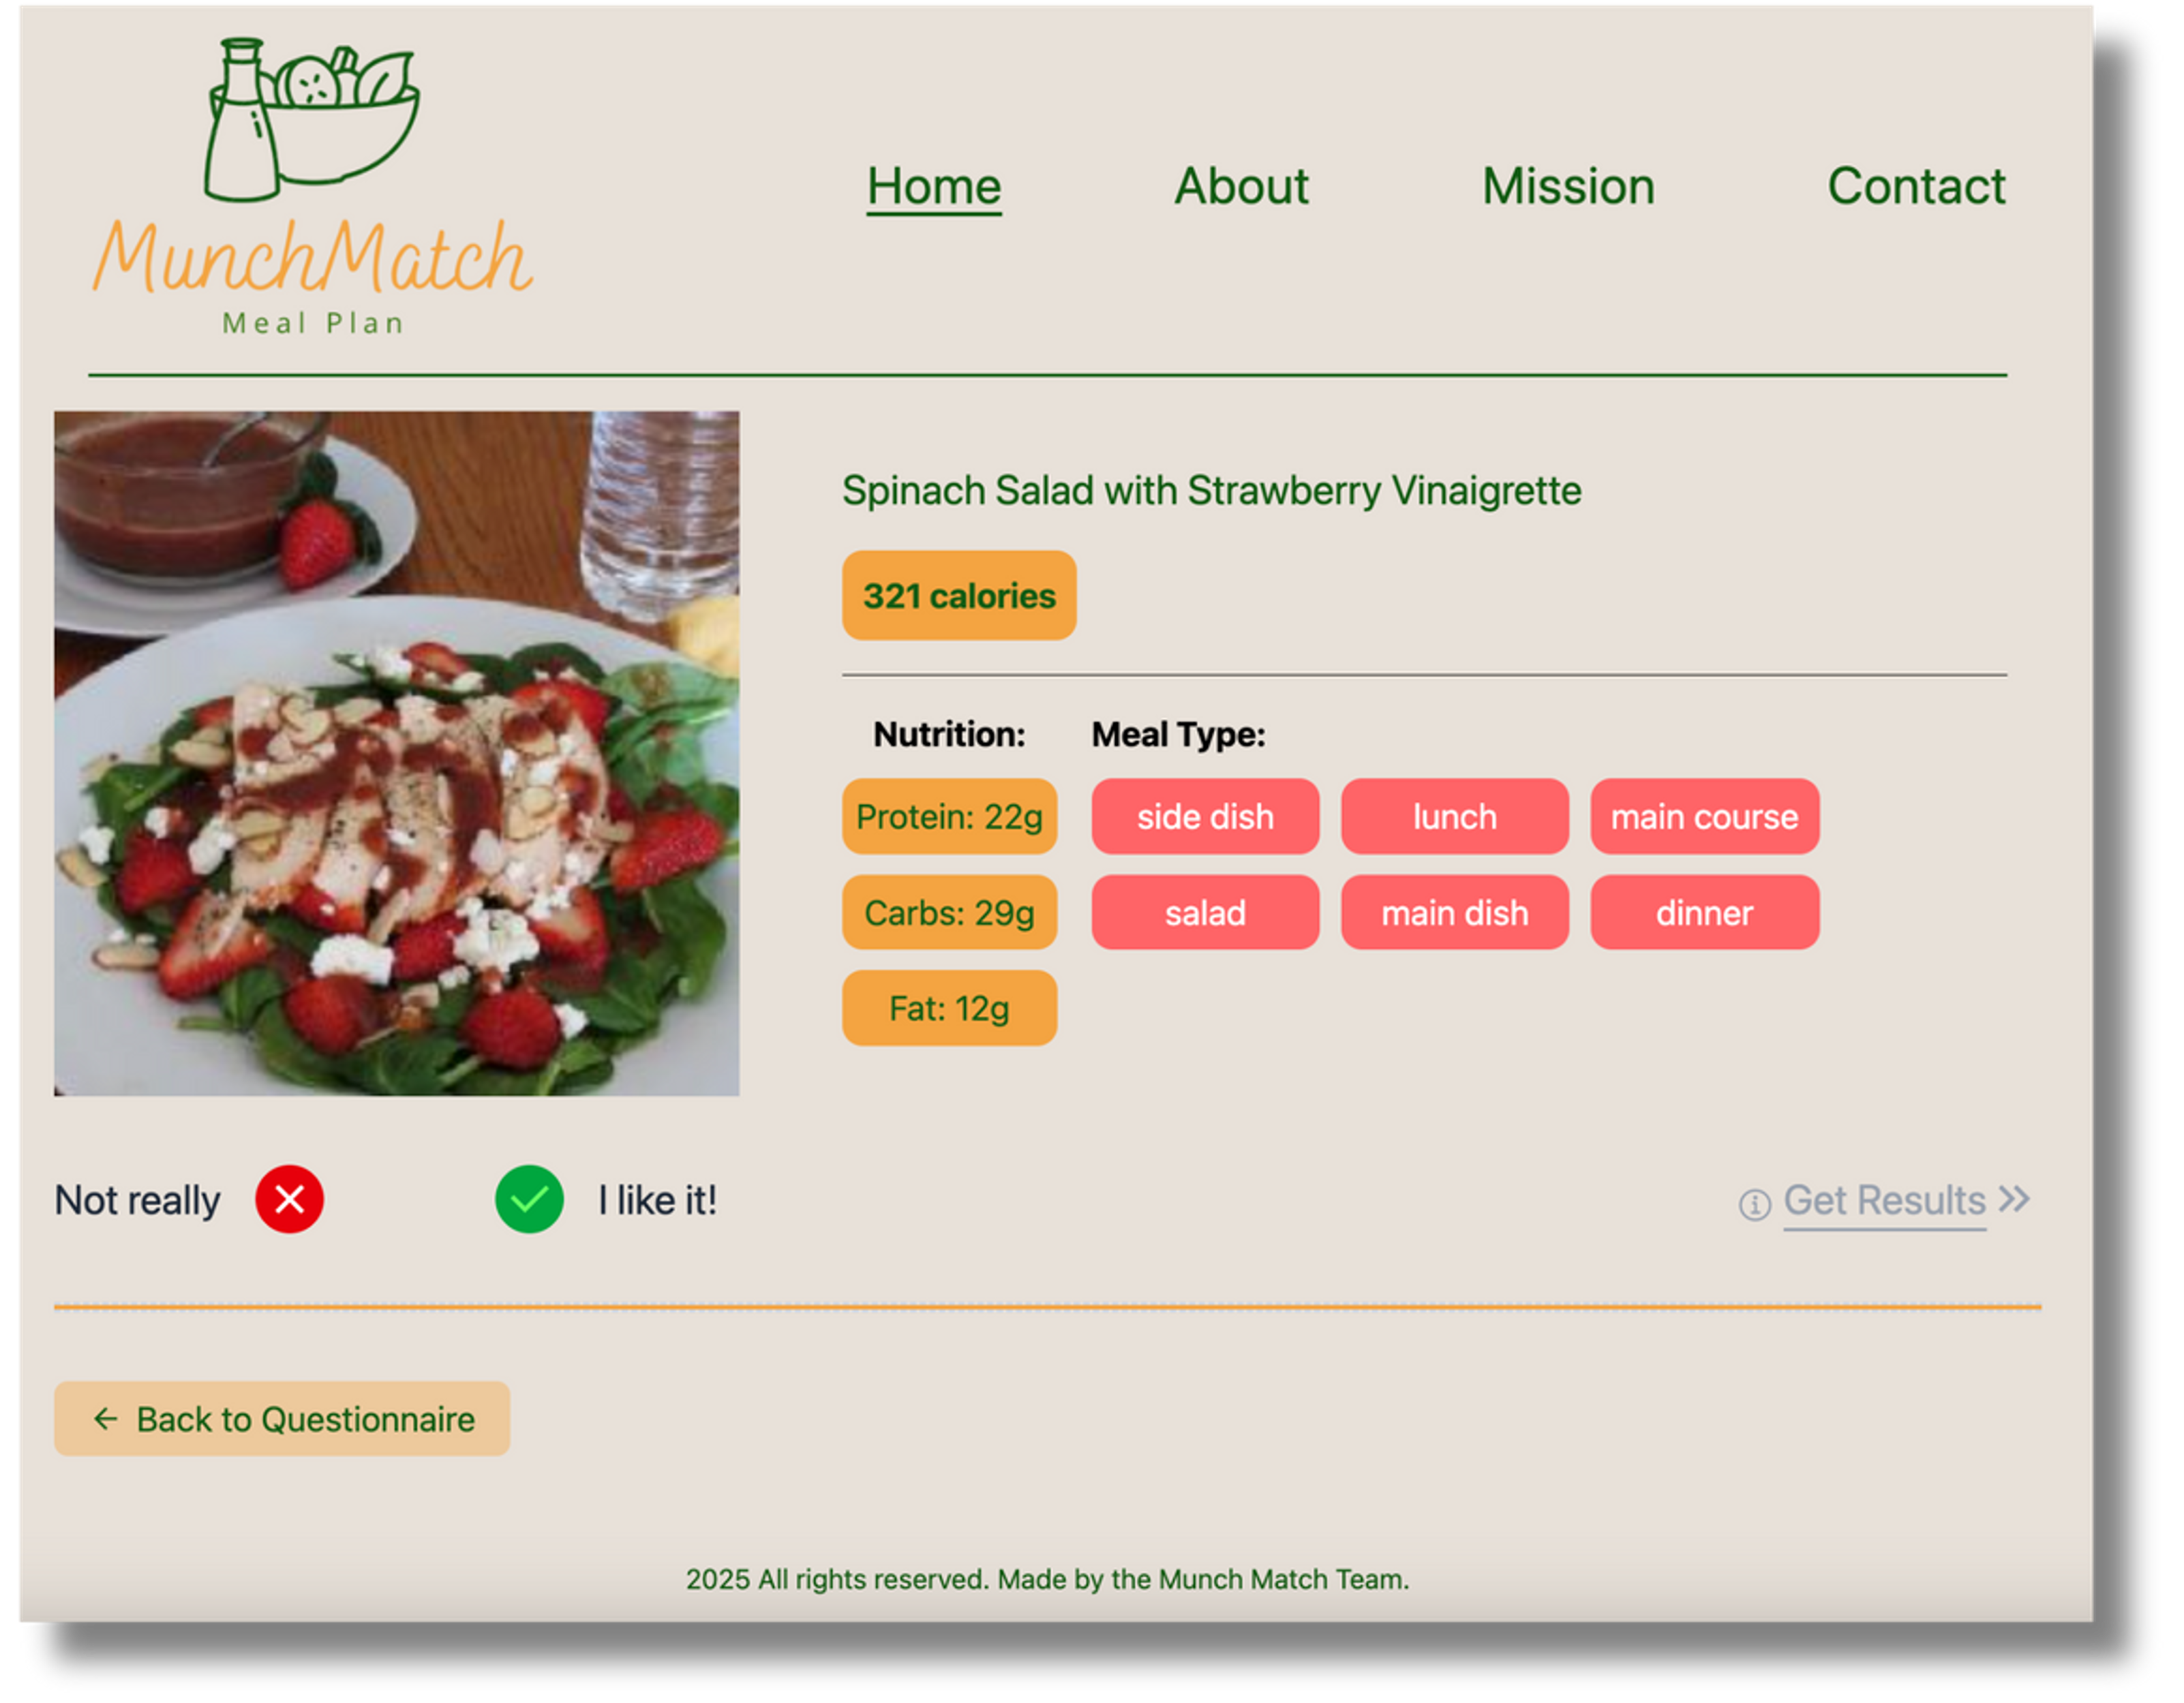 MunchMatch
Meal Plan
Home About Mission Contact
Spinach Salad with Strawberry Vinaigrette
321 calories
Nutrition: Meal Type:
Protein: 22g side dish lunch main course
Carbs: 29g salad main dish dinner
Fat: 12g
Not really I like it! Get Results
Back to Questionnaire
2025 All rights reserved. Made by the Munch Match Team.